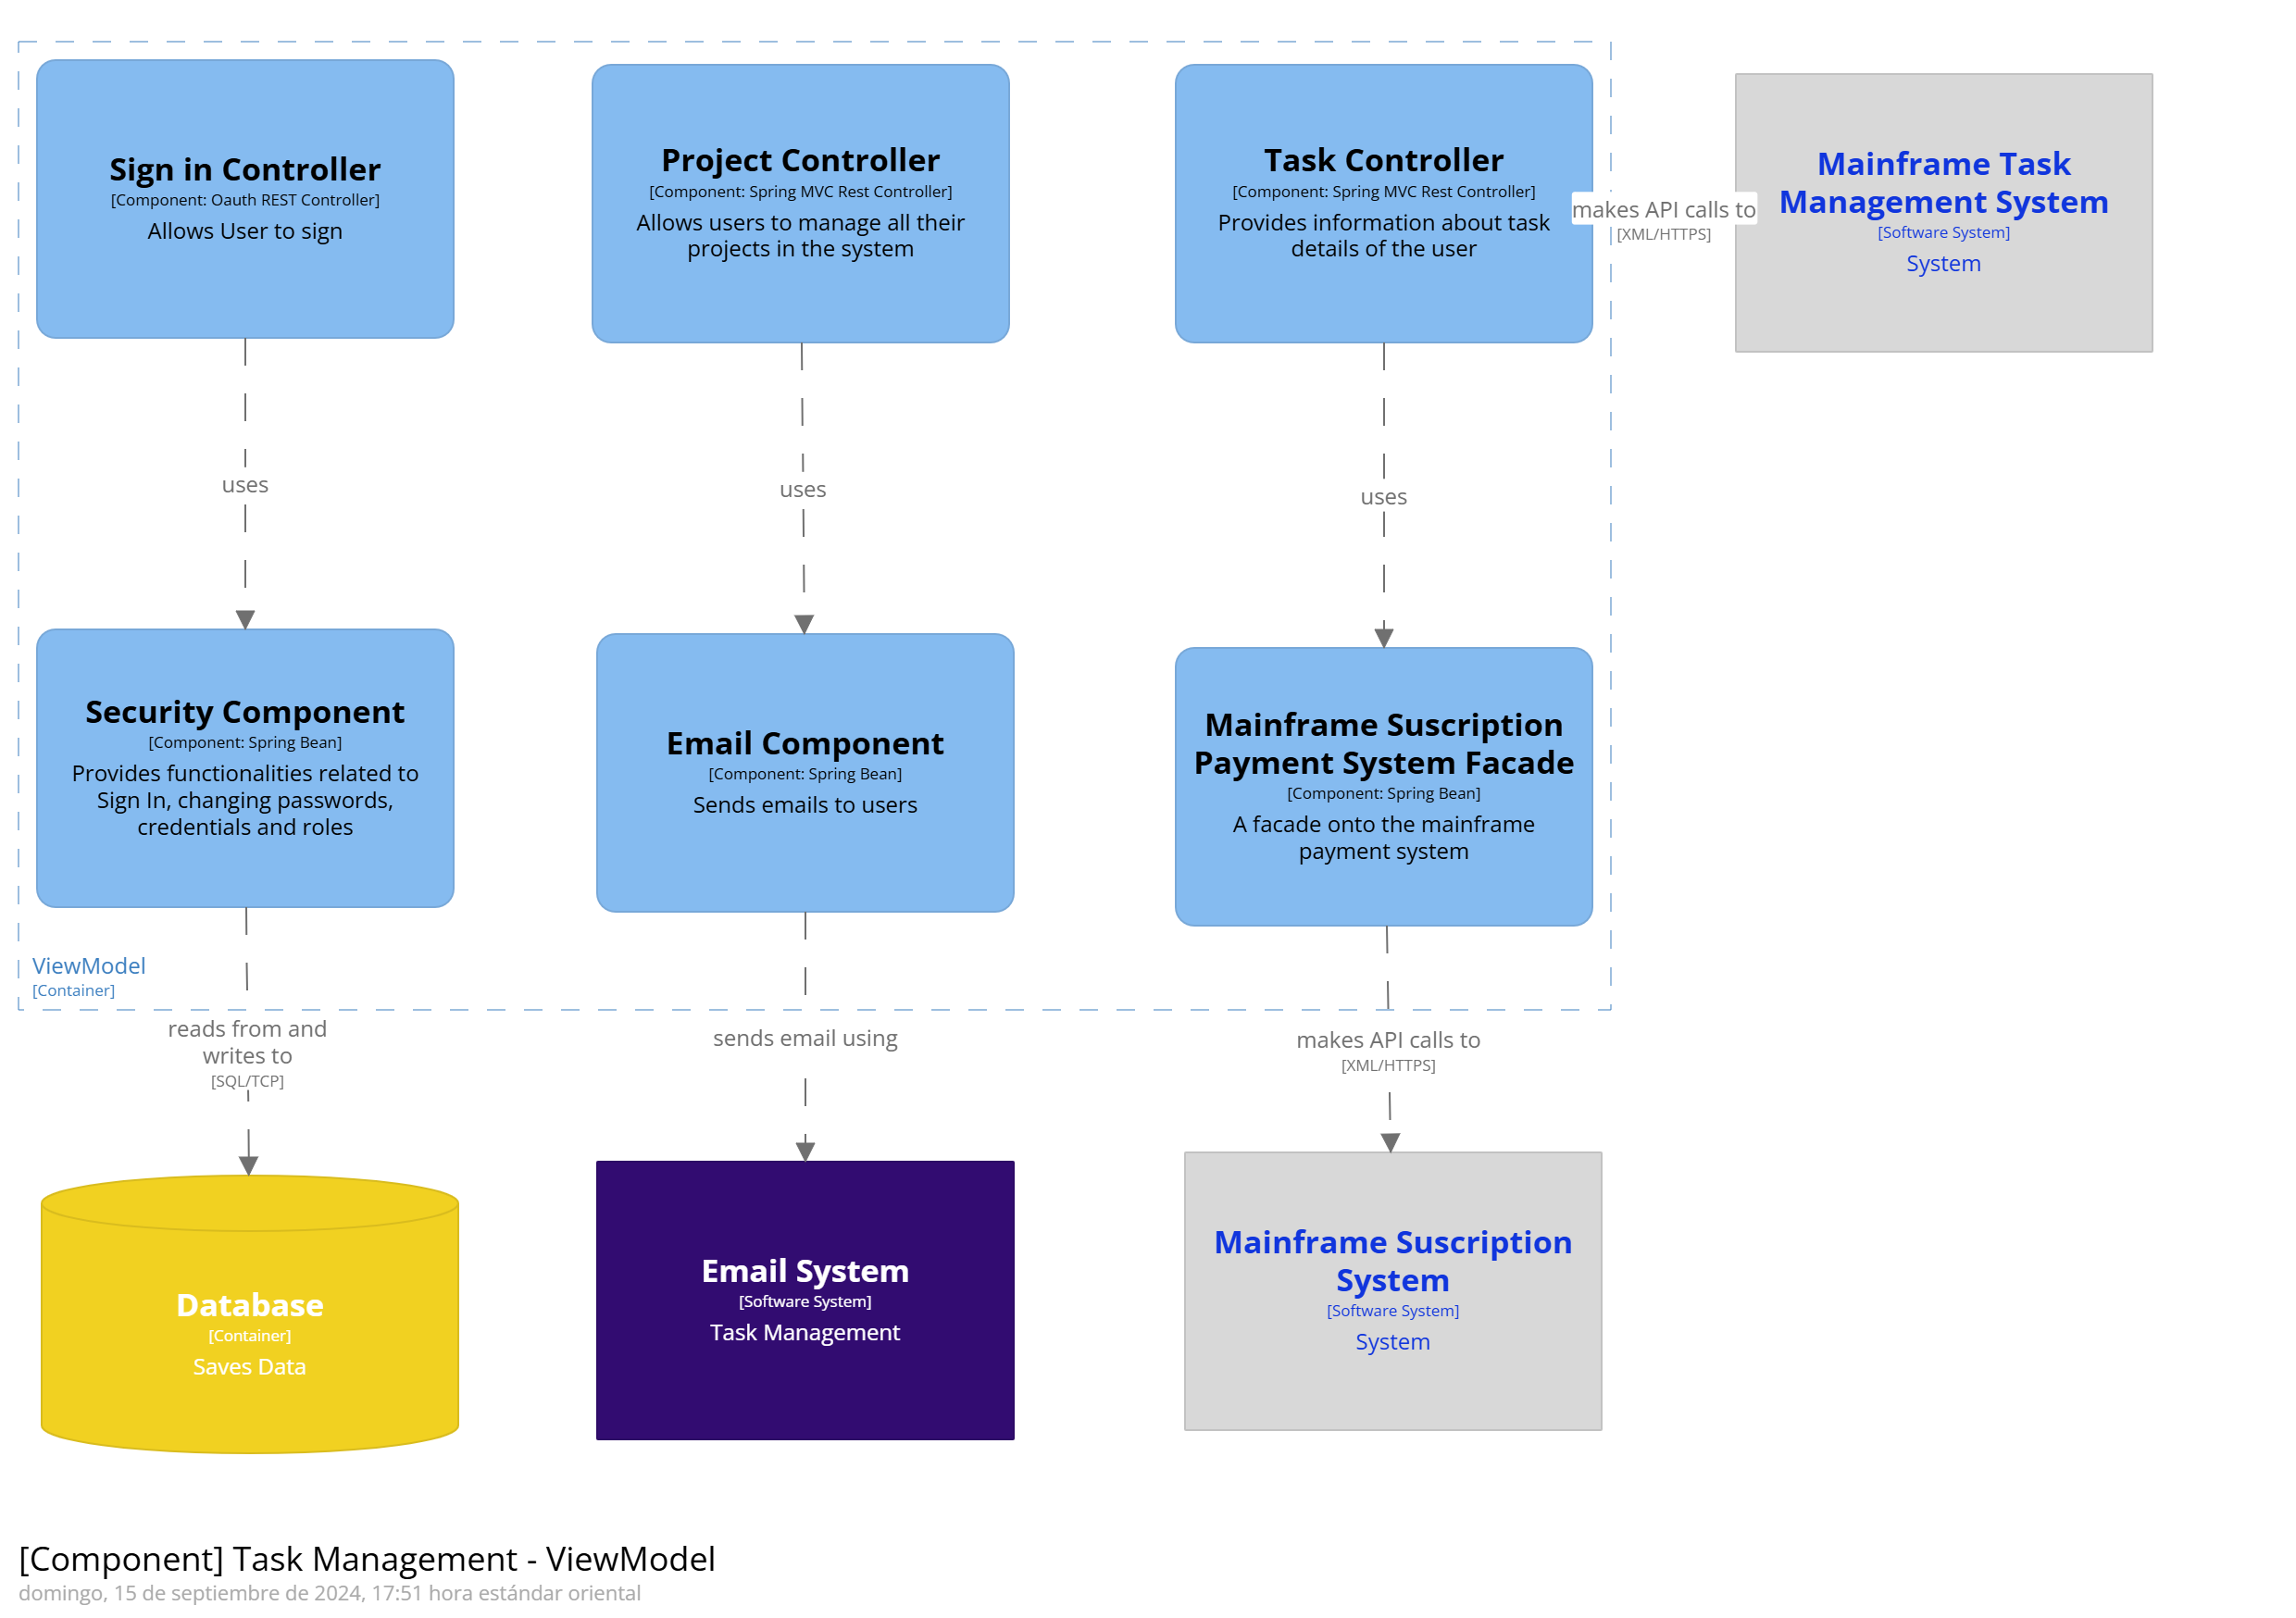 Sign in Controller
[Component: Oauth REST Controller]
Allows User to sign
Project Controller
[Component: Spring MVC Rest Controller]
Allows users to manage all their
projects in the system
Task Controller
[Component: Spring MVC Rest Controller]
Provides information about task
details of the user
makes API calls to
[XML/HTTPS]
Mainframe Task
Management System
[Software System]
System
uses
uses
uses
Security Component
[Component: Spring Bean]
Provides functionalities related to
Sign In, changing passwords,
credentials and roles
Email Component
[Component: Spring Bean]
Sends emails to users
Mainframe Suscription
Payment System Facade
[Component: Spring Bean]
A facade onto the mainframe
payment system
ViewModel
[Container]
reads from and
writes to
[SQL/TCP]
sends email using
makes API calls to
[XML/HTTPS]
Database
[Container]
Saves Data
Email System
[Software System]
Task Management
Mainframe Suscription
System
[Software System]
System
[Component] Task Management - ViewModel
domingo, 15 de septiembre de 2024, 17:51 hora estándar oriental